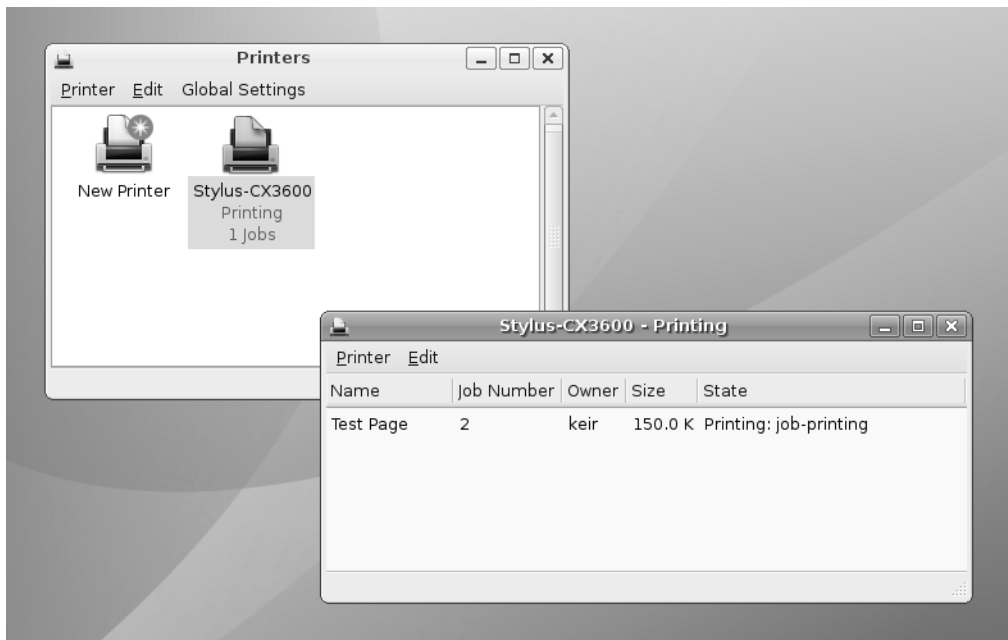 Printers
Printer Edit Global Settings
New Printer
Stylus-CX3600
Printing
1 Jobs
Stylus-CX3600 - Printing
Printer Edit
Name Job Number Owner Size State
Test Page 2 keir 150.0 K Printing: job-printing